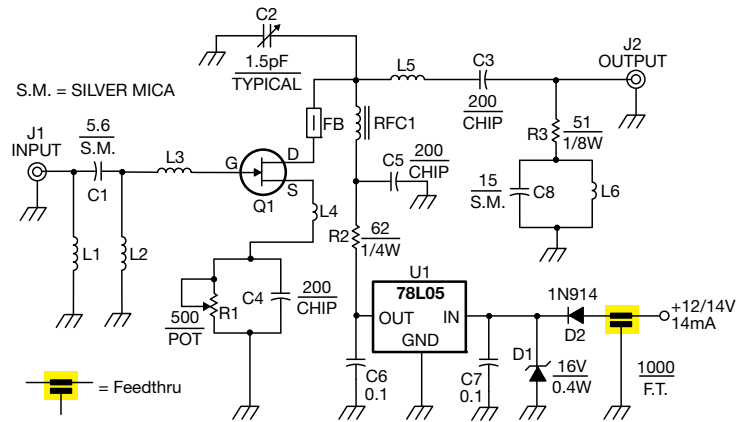 C2
1.5pF
TYPICAL
S.M. = SILVER MICA
J1
INPUT
5.6
S.M.
C1
L1
L2
L3
G
D
S
Q1
FB
RFC1
L4
L5
C3
200
CHIP
J2
OUTPUT
R3
51
1/8W
15
S.M.
C8
L6
C5
200
CHIP
R2
62
1/4W
500
POT
R1
C4
200
CHIP
U1
78L05
OUT
IN
GND
C6
0.1
C7
0.1
D1
16V
0.4W
1N914
D2
+12/14V
14mA
1000
F.T.
= Feedthru